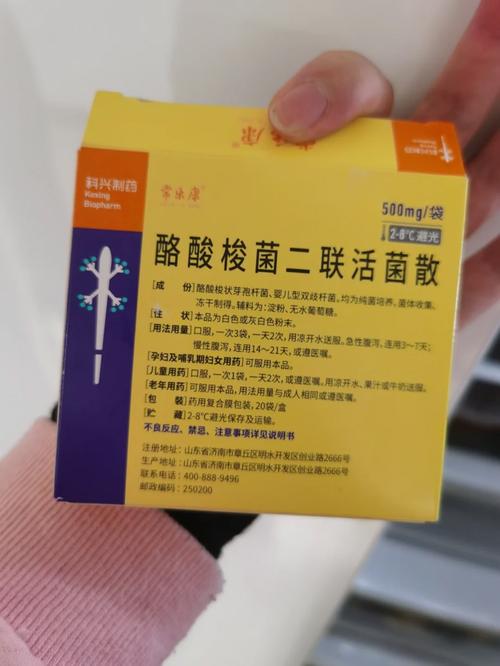 常乐康
科兴制药
Kexing
Biopharm
常乐康
500mg/袋
2-8℃避光
酪酸梭菌二联活菌散
[成份]酪酸梭状芽孢杆菌、婴儿型双歧杆菌。均为纯菌培养、菌体收集、
冻干制得。辅料为:淀粉、无水葡萄糖。
[性状]本品为白色或灰白色粉末。
[用法用量]口服,一次3袋,一天2次,用凉开水送服。急性腹泻,连用3~7天;
慢性腹泻,连用14~21天,或遵医嘱。
[孕妇及哺乳期妇女用药]可服用本品。
[儿童用药]口服,一次1袋,一天2次,或遵医嘱。用凉开水、果汁或牛奶送服。
[老年用药]可服用本品,用法用量与成人相同或遵医嘱。
[包装]药用复合膜包装,20袋/盒
[贮藏]2-8℃避光保存及运输。
不良反应、禁忌、注意事项详见说明书
注册地址:山东省济南市章丘区明水开发区创业路2666号
生产地址:山东省济南市章丘区明水开发区创业路2666号
联系电话:400-888-9496
邮政编码:250200